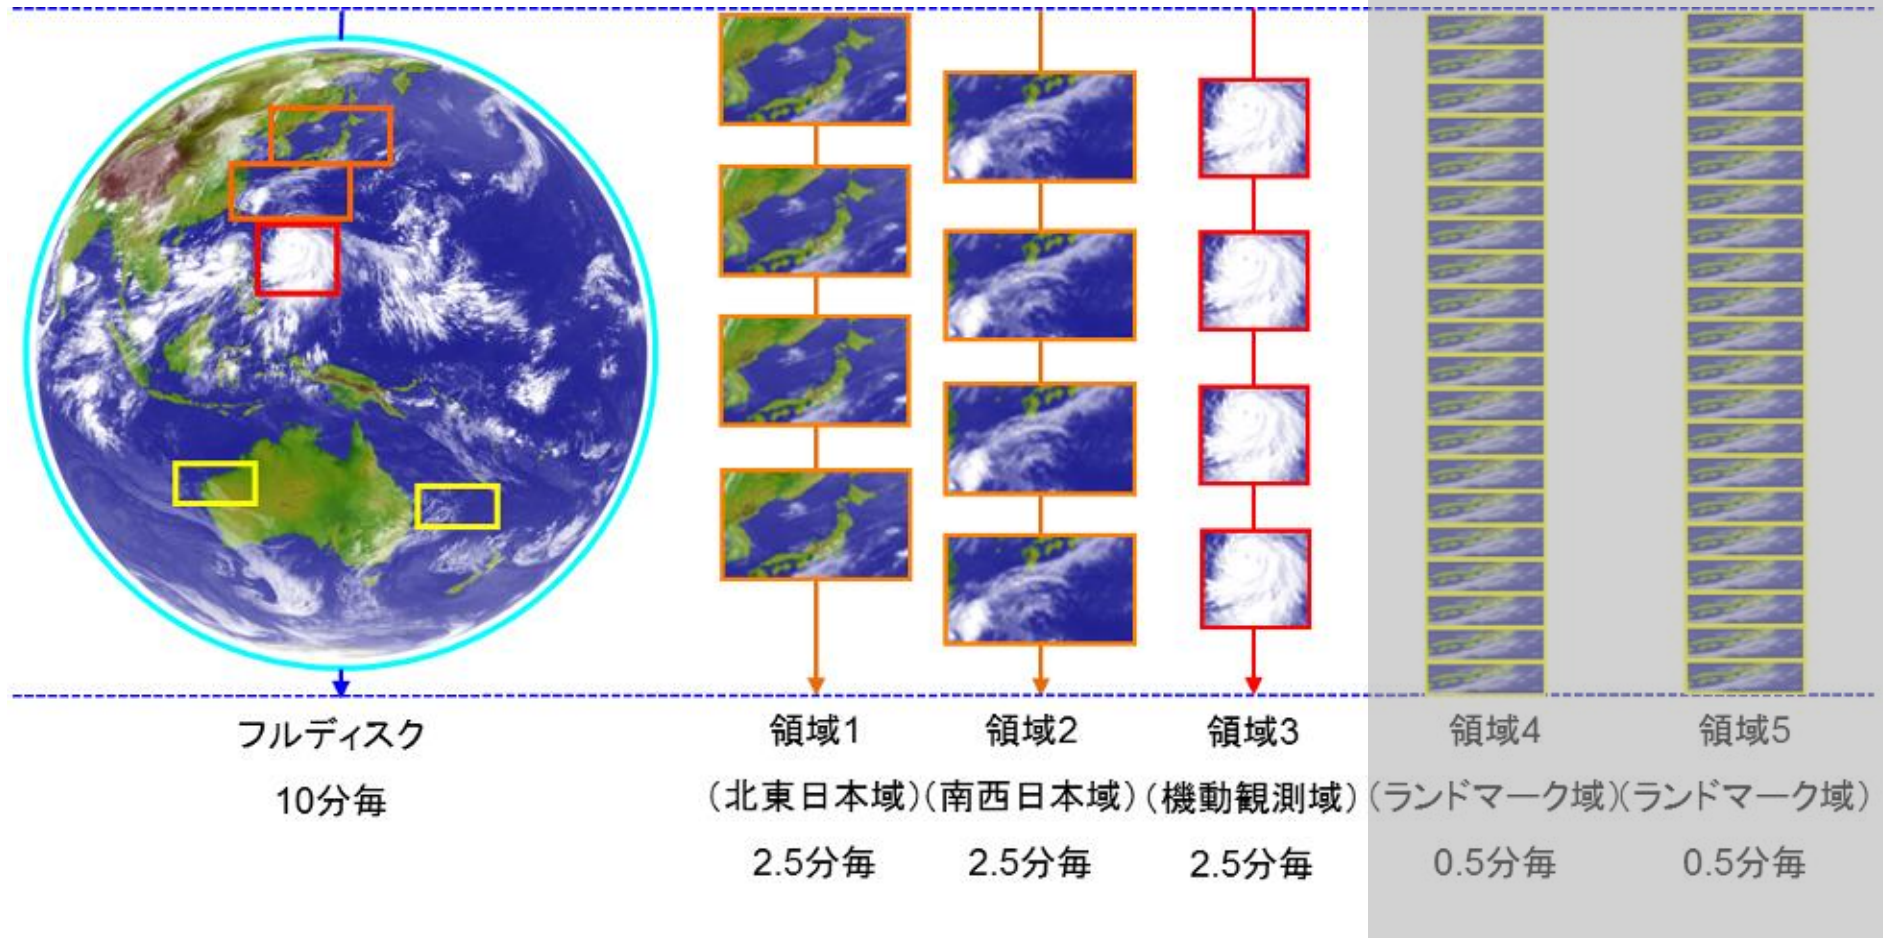 フルディスク
10分毎
領域1
(北東日本域)
2.5分毎
領域2
(南西日本域)
2.5分毎
領域3
(機動観測域)
2.5分毎
領域4
(ランドマーク域)
0.5分毎
領域5
(ランドマーク域)
0.5分毎